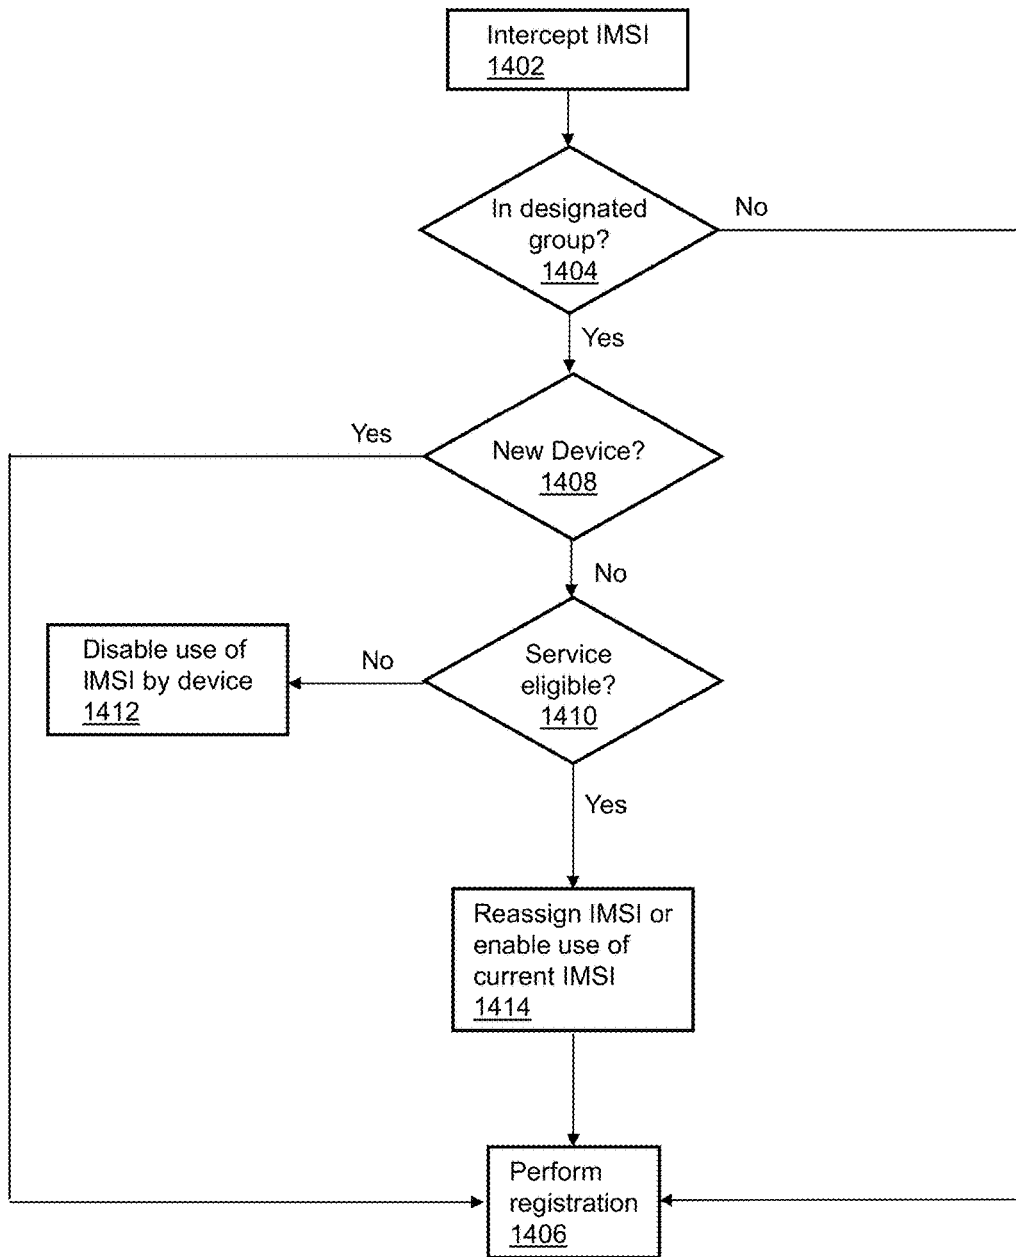 Intercept IMSI
1402
In designated
group?
1404
No
Yes
New Device?
1408
Yes
No
Service
eligible?
1410
No
Disable use of
IMSI by device
1412
Yes
Reassign IMSI or
enable use of
current IMSI
1414
Perform
registration
1406